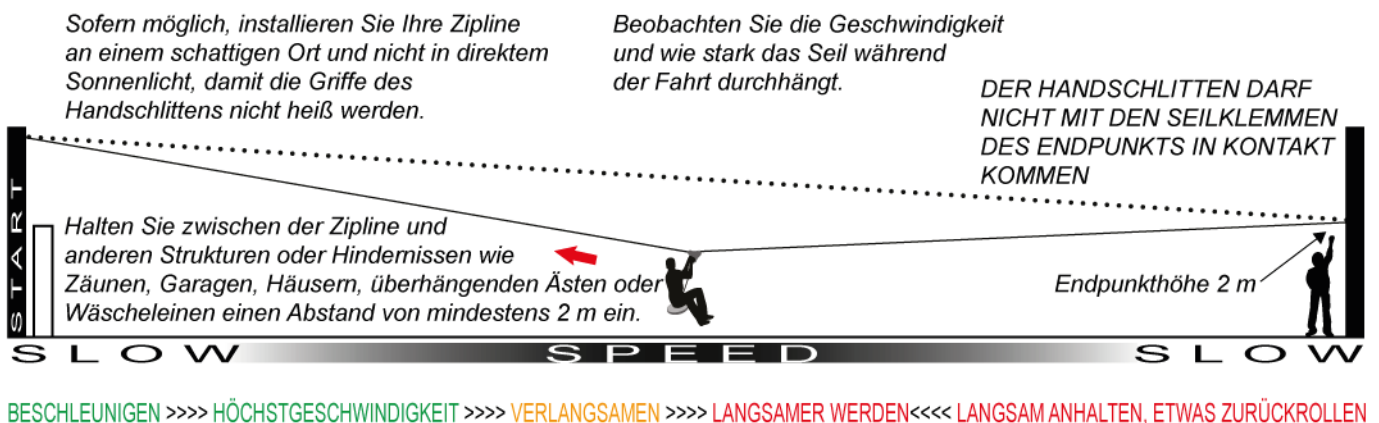 Sofern möglich, installieren Sie Ihre Zipline
an einem schattigen Ort und nicht in direktem
Sonnenlicht, damit die Griffe des
Handschlittens nicht heiß werden.
Beobachten Sie die Geschwindigkeit
und wie stark das Seil während
der Fahrt durchhängt.
DER HANDSCHLITTEN DARF
NICHT MIT DEN SEILKLEMMEN
DES ENDPUNKTS IN KONTAKT
KOMMEN
START
Halten Sie zwischen der Zipline und
anderen Strukturen oder Hindernissen wie
Zäunen, Garagen, Häusern, überhängenden Ästen oder
Wäscheleinen einen Abstand von mindestens 2 m ein.
Endpunkthöhe 2 m
SLOW SPEED SLOW
BESCHLEUNIGEN >>>> HÖCHSTGESCHWINDIGKEIT >>>> VERLANGSAMEN >>>> LANGSAMER WERDEN<<<< LANGSAM ANHALTEN, ETWAS ZURÜCKROLLEN